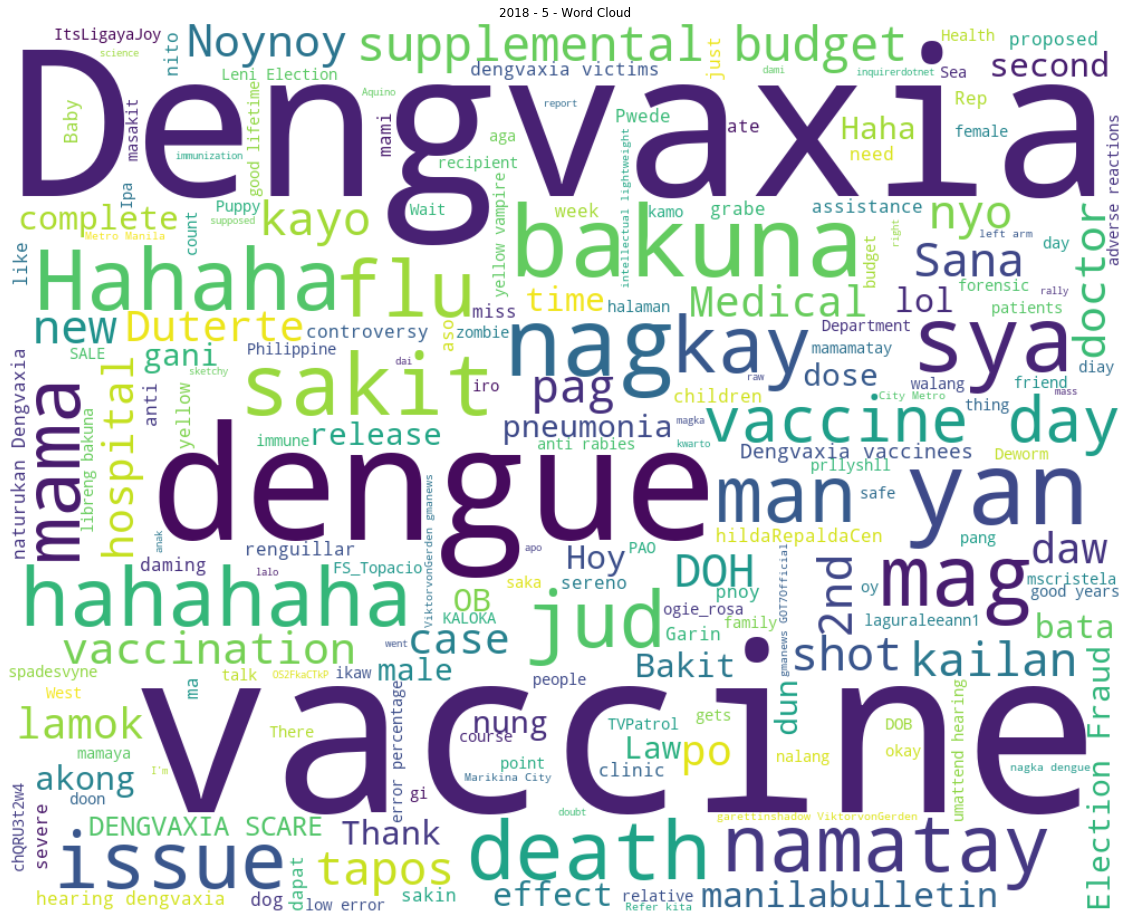 2018 - 5 - Word Cloud
ItsLigayaJoy
nito
Noynoy
supplemental budget
just
Health
proposed
second
Leni Election
dengvaxia victims
dami
inquirerdotnet
Sea
Dengvaxia
Baby
masakit
science
Aquino
report
good lifetime
mami
immunization
aga
recipient
Pwede
ate
Haha
need
Rep
female
adverse reactions
Ipa
Puppy
supposed
Wait
yellow vampire
week
intellectual lightweight
kamo
grabe
assistance
complete
Metro Manila
count
kayo
bakuna
budget
right
nyo
left arm
day
doctor
like
Hahaha
flu
time
halaman
Medical
Sana
lol
forensic
rally
patients
new
Duterte
controversy
aso
miss
zombie
nag
kay
Department
mamamatay
sya
SALE
gani
Philippine
dai
sketchy
anti
yellow
sakit
iro
pag
raw
dose
walang
friend
diay
mass
City Metro
thing
children
mama
hospital
naturukan Dengvaxia
libreng bakuna
immune
release
pneumonia
anti rabies
kwarto
magka
vaccine day
Dengvaxia vaccinees
Deworm
prllyshll
dengue
man
safe
yan
hildaRepaldaCen
pang
daw
anak
renguillar
daming
lalo
FS_Topacio
ViktorvonGerden gmanews
apo
Hoy
sereno
PAO
saka
DOH
pnoy
gmanews GOT7Official
2nd
oy
mag
mscristela
good years
laguraleeann1
hahahaha
OB
KALOKA
jud
ogie_rosa
family
Garin
bata
vaccination
went
case
Bakit
shot
kailan
Election Fraud
spadesvyne
West
ma
talk
OS2FkaCTkP
ikaw
male
people
dun
vaccine
lamok
There
error percentage
nung
course
TVPatrol
gets
DOB
umattend hearing
mamaya
I'm
point
Law
po
nalang
okay
nagka dengue
akong
doon
gi
Marikina City
clinic
chQRU3t2w4
severe
DENGVAXIA SCARE
Thank
doubt
garettinshadow ViktorvonGerden
issue
dapat
tapos
death
namatay
hearing dengvaxia
dog
low error
sakin
effect
relative
Refer kita
manilabulletin